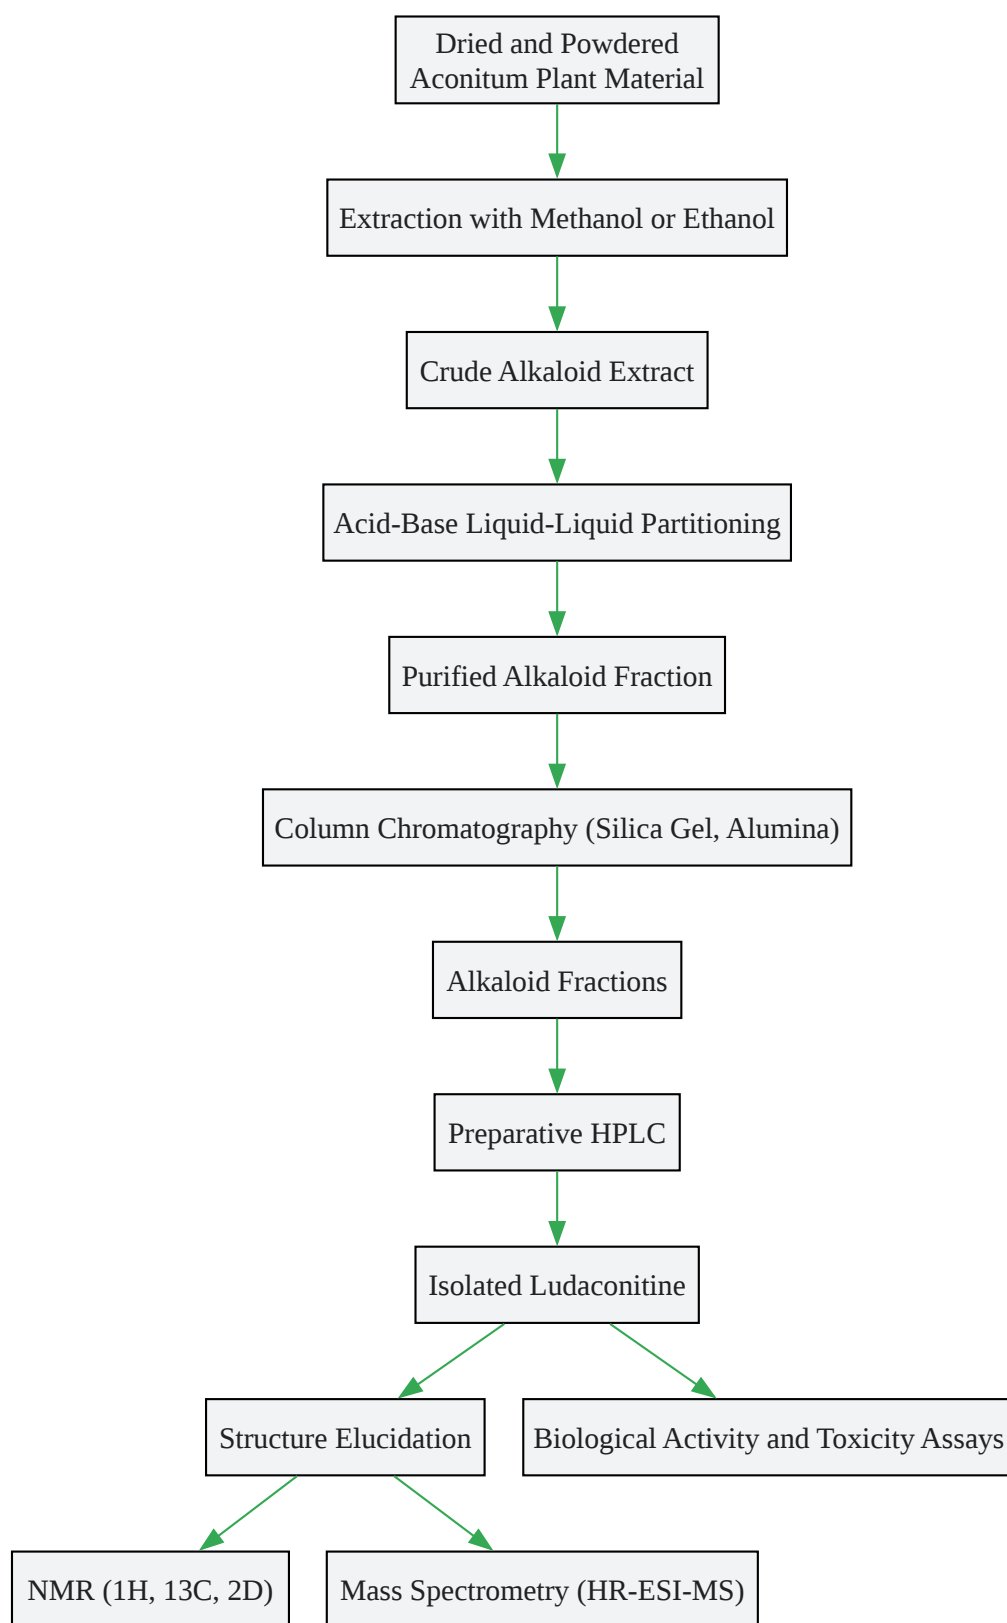 Dried and Powdered
Aconitum Plant Material
Extraction with Methanol or Ethanol
Crude Alkaloid Extract
Acid-Base Liquid-Liquid Partitioning
Purified Alkaloid Fraction
Column Chromatography (Silica Gel, Alumina)
Alkaloid Fractions
Preparative HPLC
Isolated Ludaconitine
Structure Elucidation
Biological Activity and Toxicity Assays
NMR (1H, 13C, 2D)
Mass Spectrometry (HR-ESI-MS)